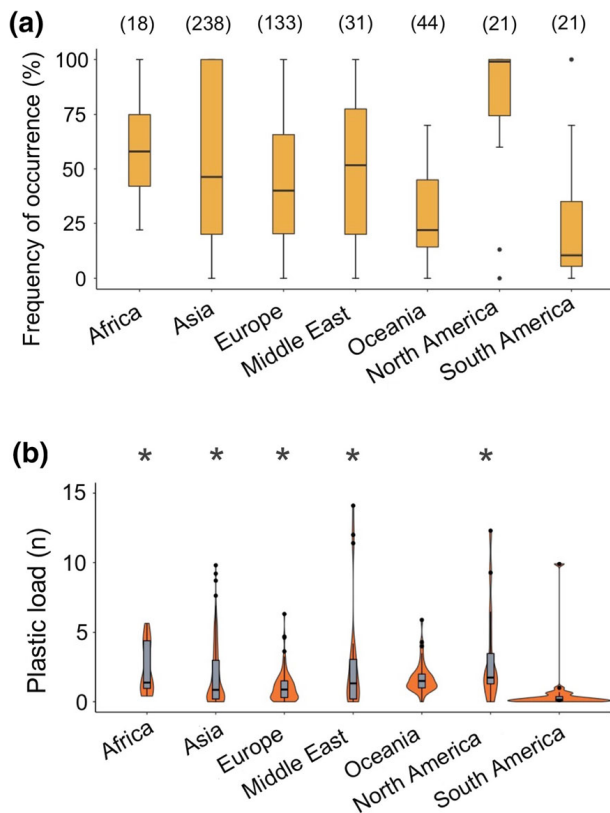 (a) (18) (238) (133) (31) (44) (21) (21)
Frequency of occurrence (%)
100
75
50
25
0
Africa
Asia
Europe
Middle East
Oceania
North America
South America
(b) * * * * *
Plastic load (n)
15
10
5
0
Africa
Asia
Europe
Middle East
Oceania
North America
South America